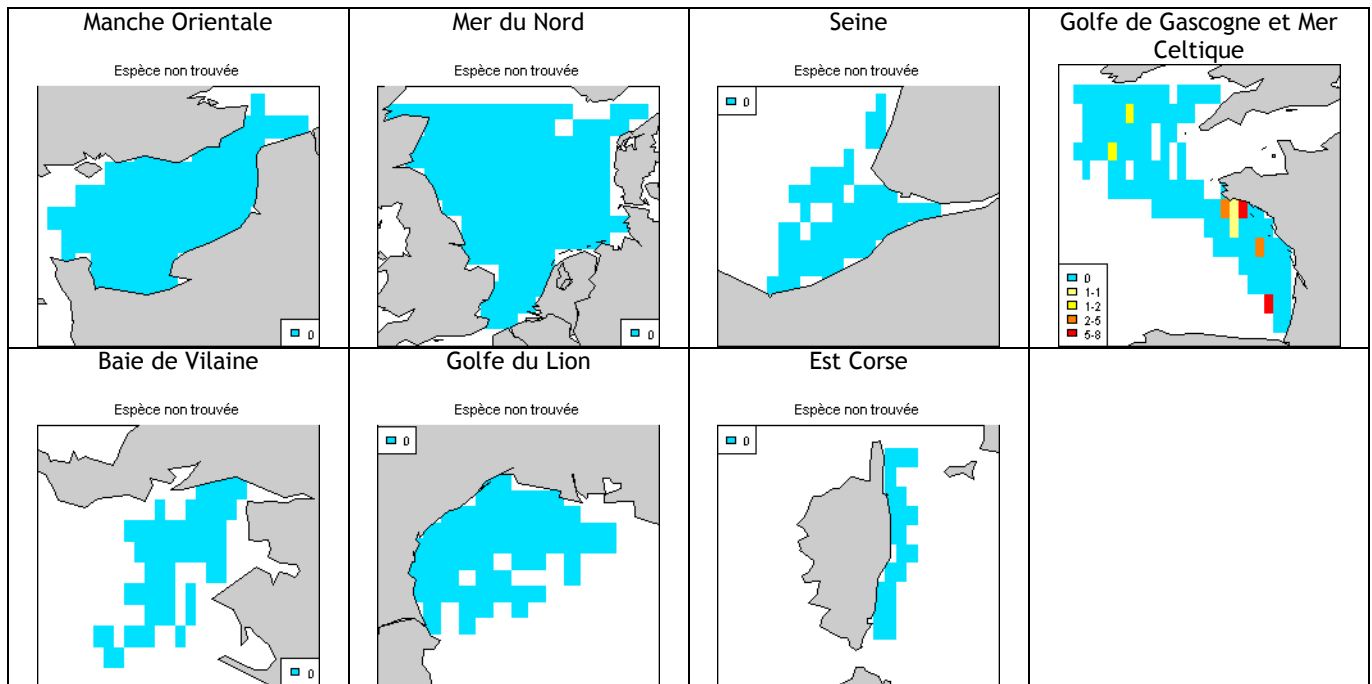 Manche Orientale
Espèce non trouvée
0
Mer du Nord
Espèce non trouvée
0
Seine
Espèce non trouvée
0
Golfe de Gascogne et Mer
Celtique
0
1-1
1-2
2-5
5-8
Baie de Vilaine
Espèce non trouvée
0
Golfe du Lion
Espèce non trouvée
0
Est Corse
Espèce non trouvée
0